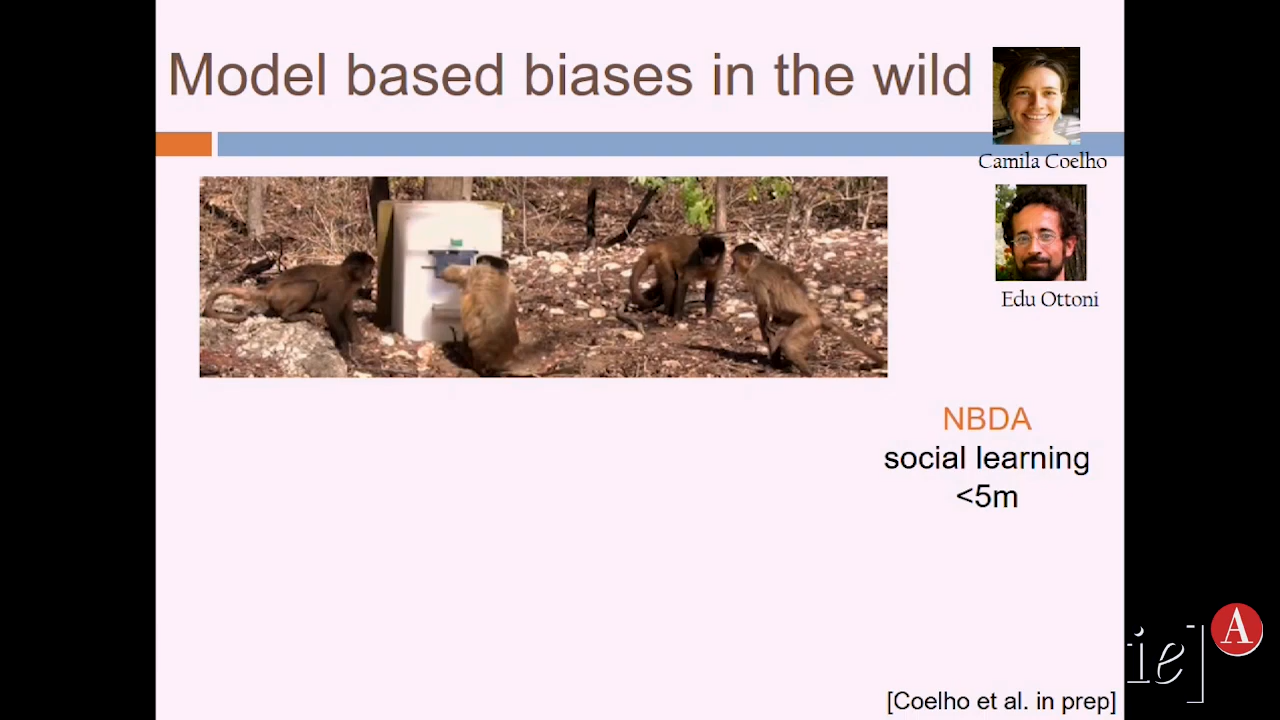 Model based biases in the wild
Camila Coelho
Edu Ottoni
NBDA
social learning
<5m
[Coelho et al. in prep]
ie]
A